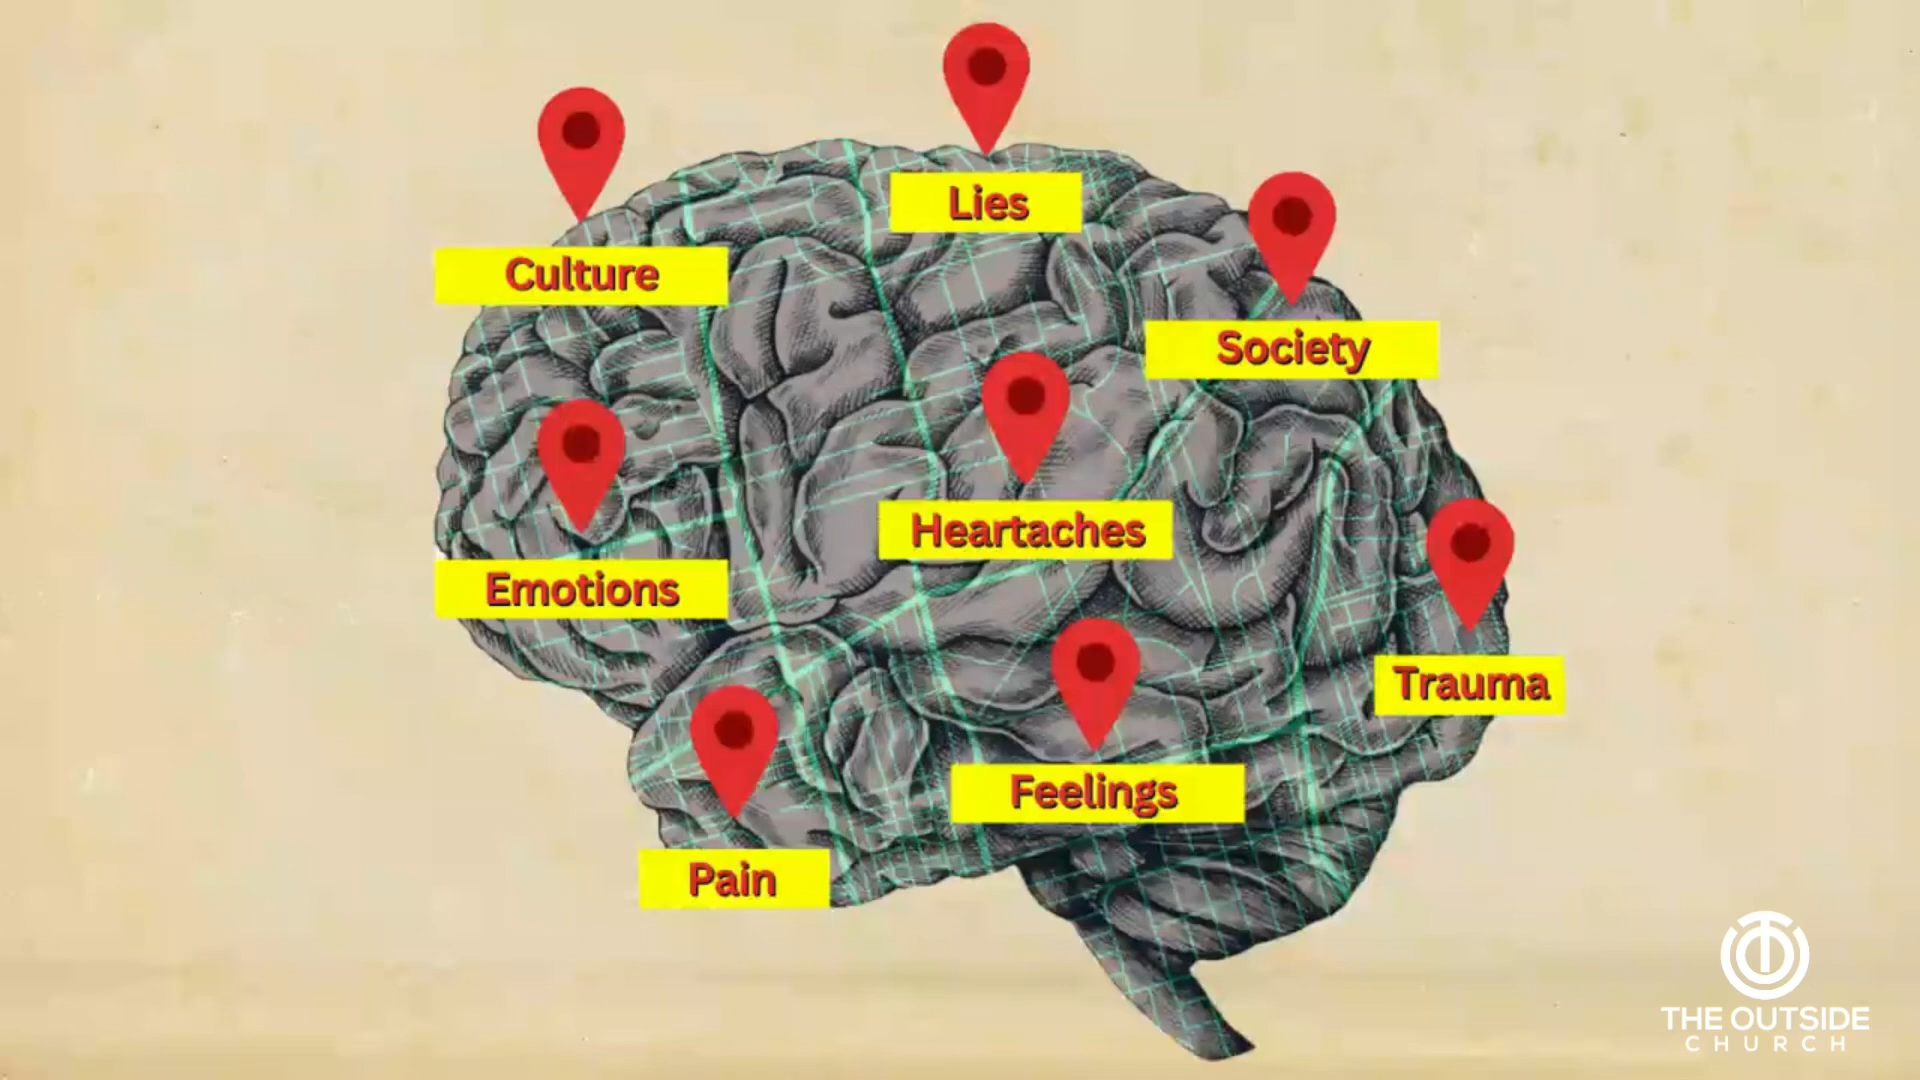 Lies
Culture
Society
Heartaches
Emotions
Trauma
Feelings
Pain
THE OUTSIDE
CHURCH